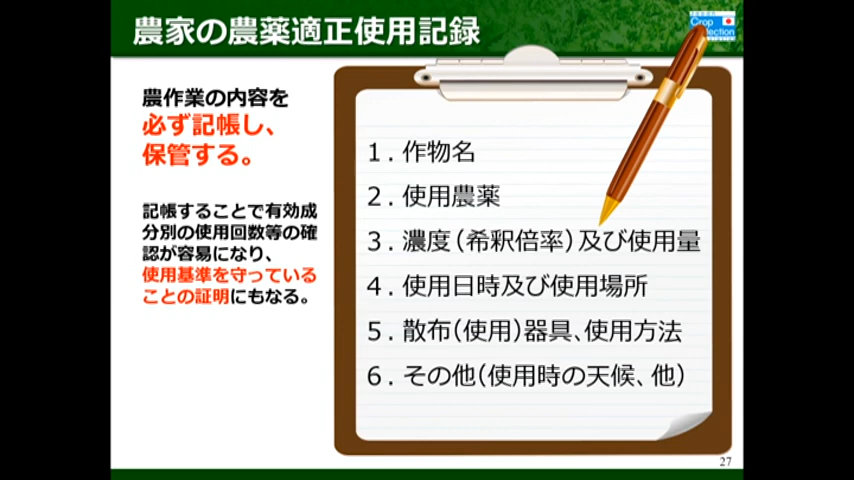 農家の農薬適正使用記録
JAPAN
Crop
Protection
農作業の内容を
必ず記帳し、
保管する。
記帳することで有効成
分別の使用回数等の確
認が容易になり、
使用基準を守っている
ことの証明にもなる。
1．作物名
2．使用農薬
3．濃度（希釈倍率）及び使用量
4．使用日時及び使用場所
5．散布（使用）器具、使用方法
6．その他（使用時の天候、他）
27